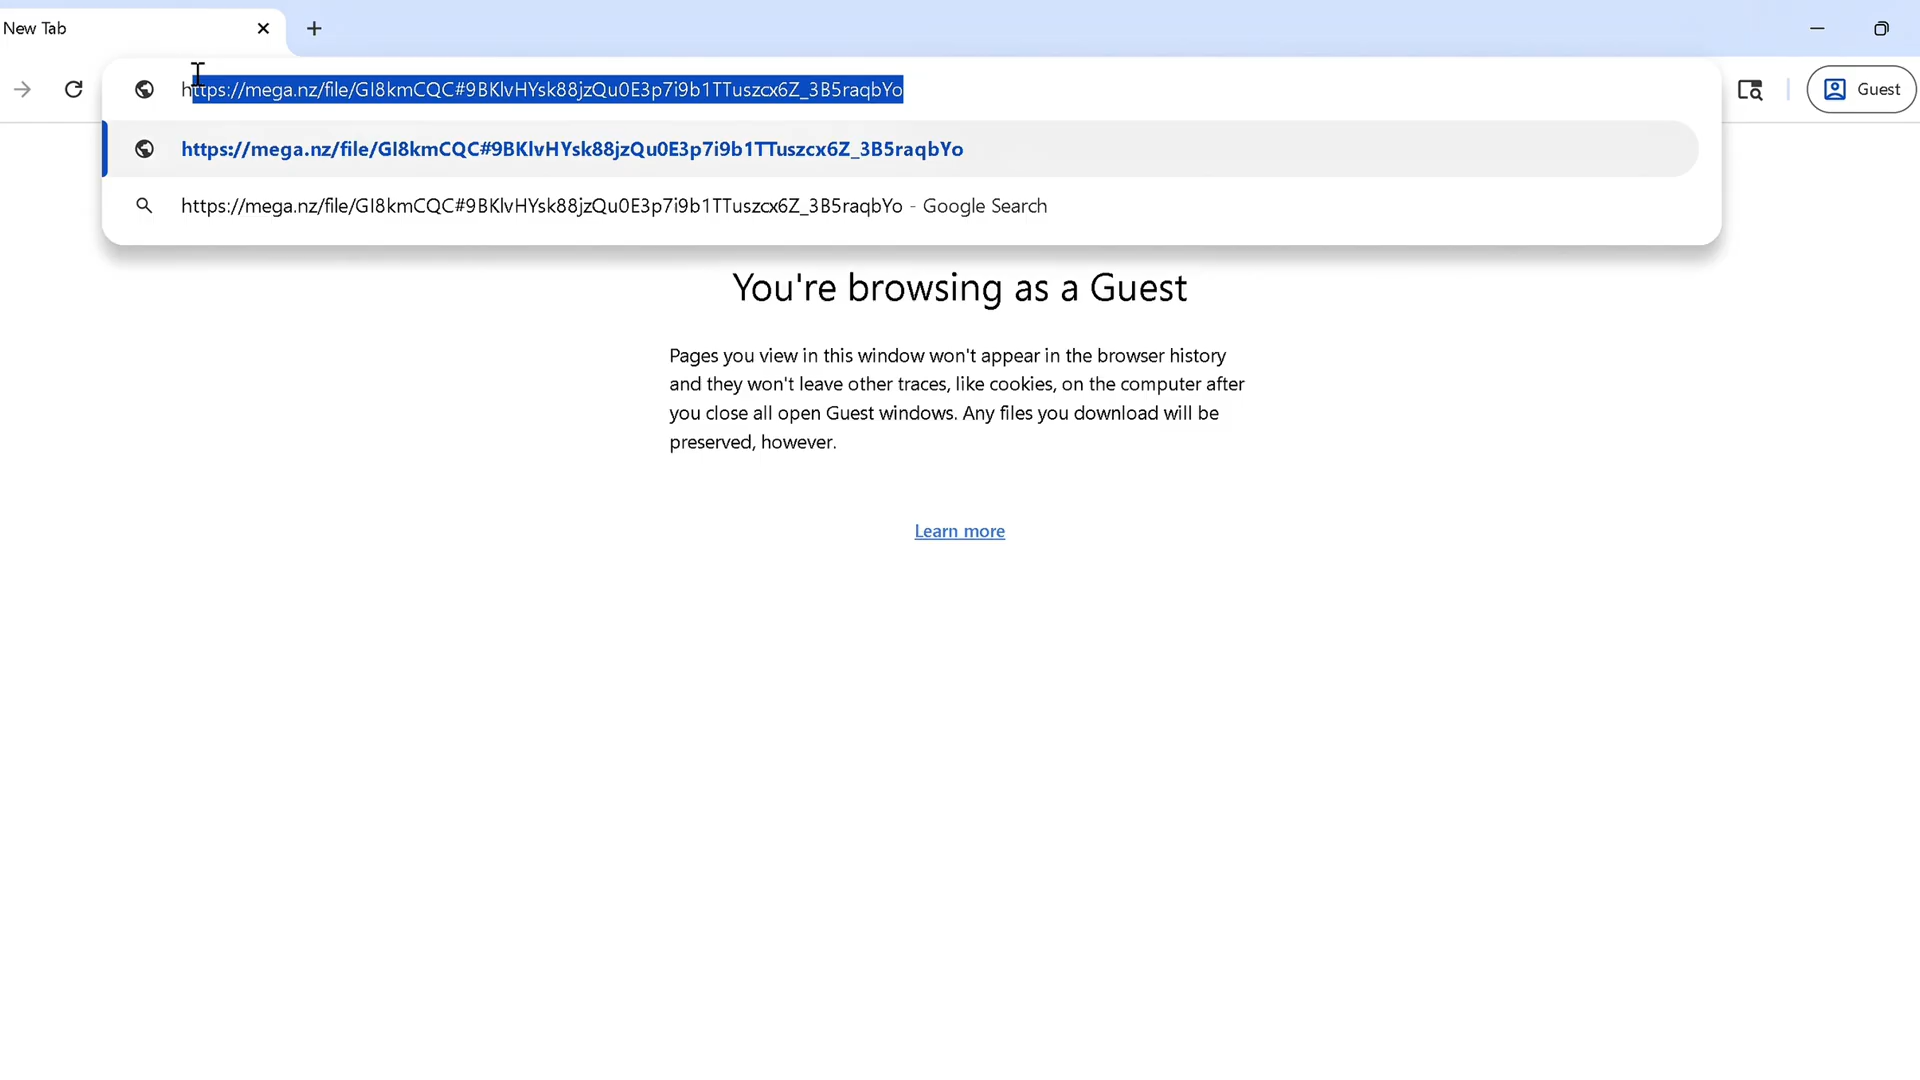 New Tab
https://mega.nz/file/GI8kmCQC#9BKlvHYsk88jzQu0E3p7i9b1TTuszcx6Z_3B5raqbYo
Guest
https://mega.nz/file/GI8kmCQC#9BKlvHYsk88jzQu0E3p7i9b1TTuszcx6Z_3B5raqbYo
https://mega.nz/file/GI8kmCQC#9BKlvHYsk88jzQu0E3p7i9b1TTuszcx6Z_3B5raqbYo - Google Search
You're browsing as a Guest
Pages you view in this window won't appear in the browser history
and they won't leave other traces, like cookies, on the computer after
you close all open Guest windows. Any files you download will be
preserved, however.
Learn more